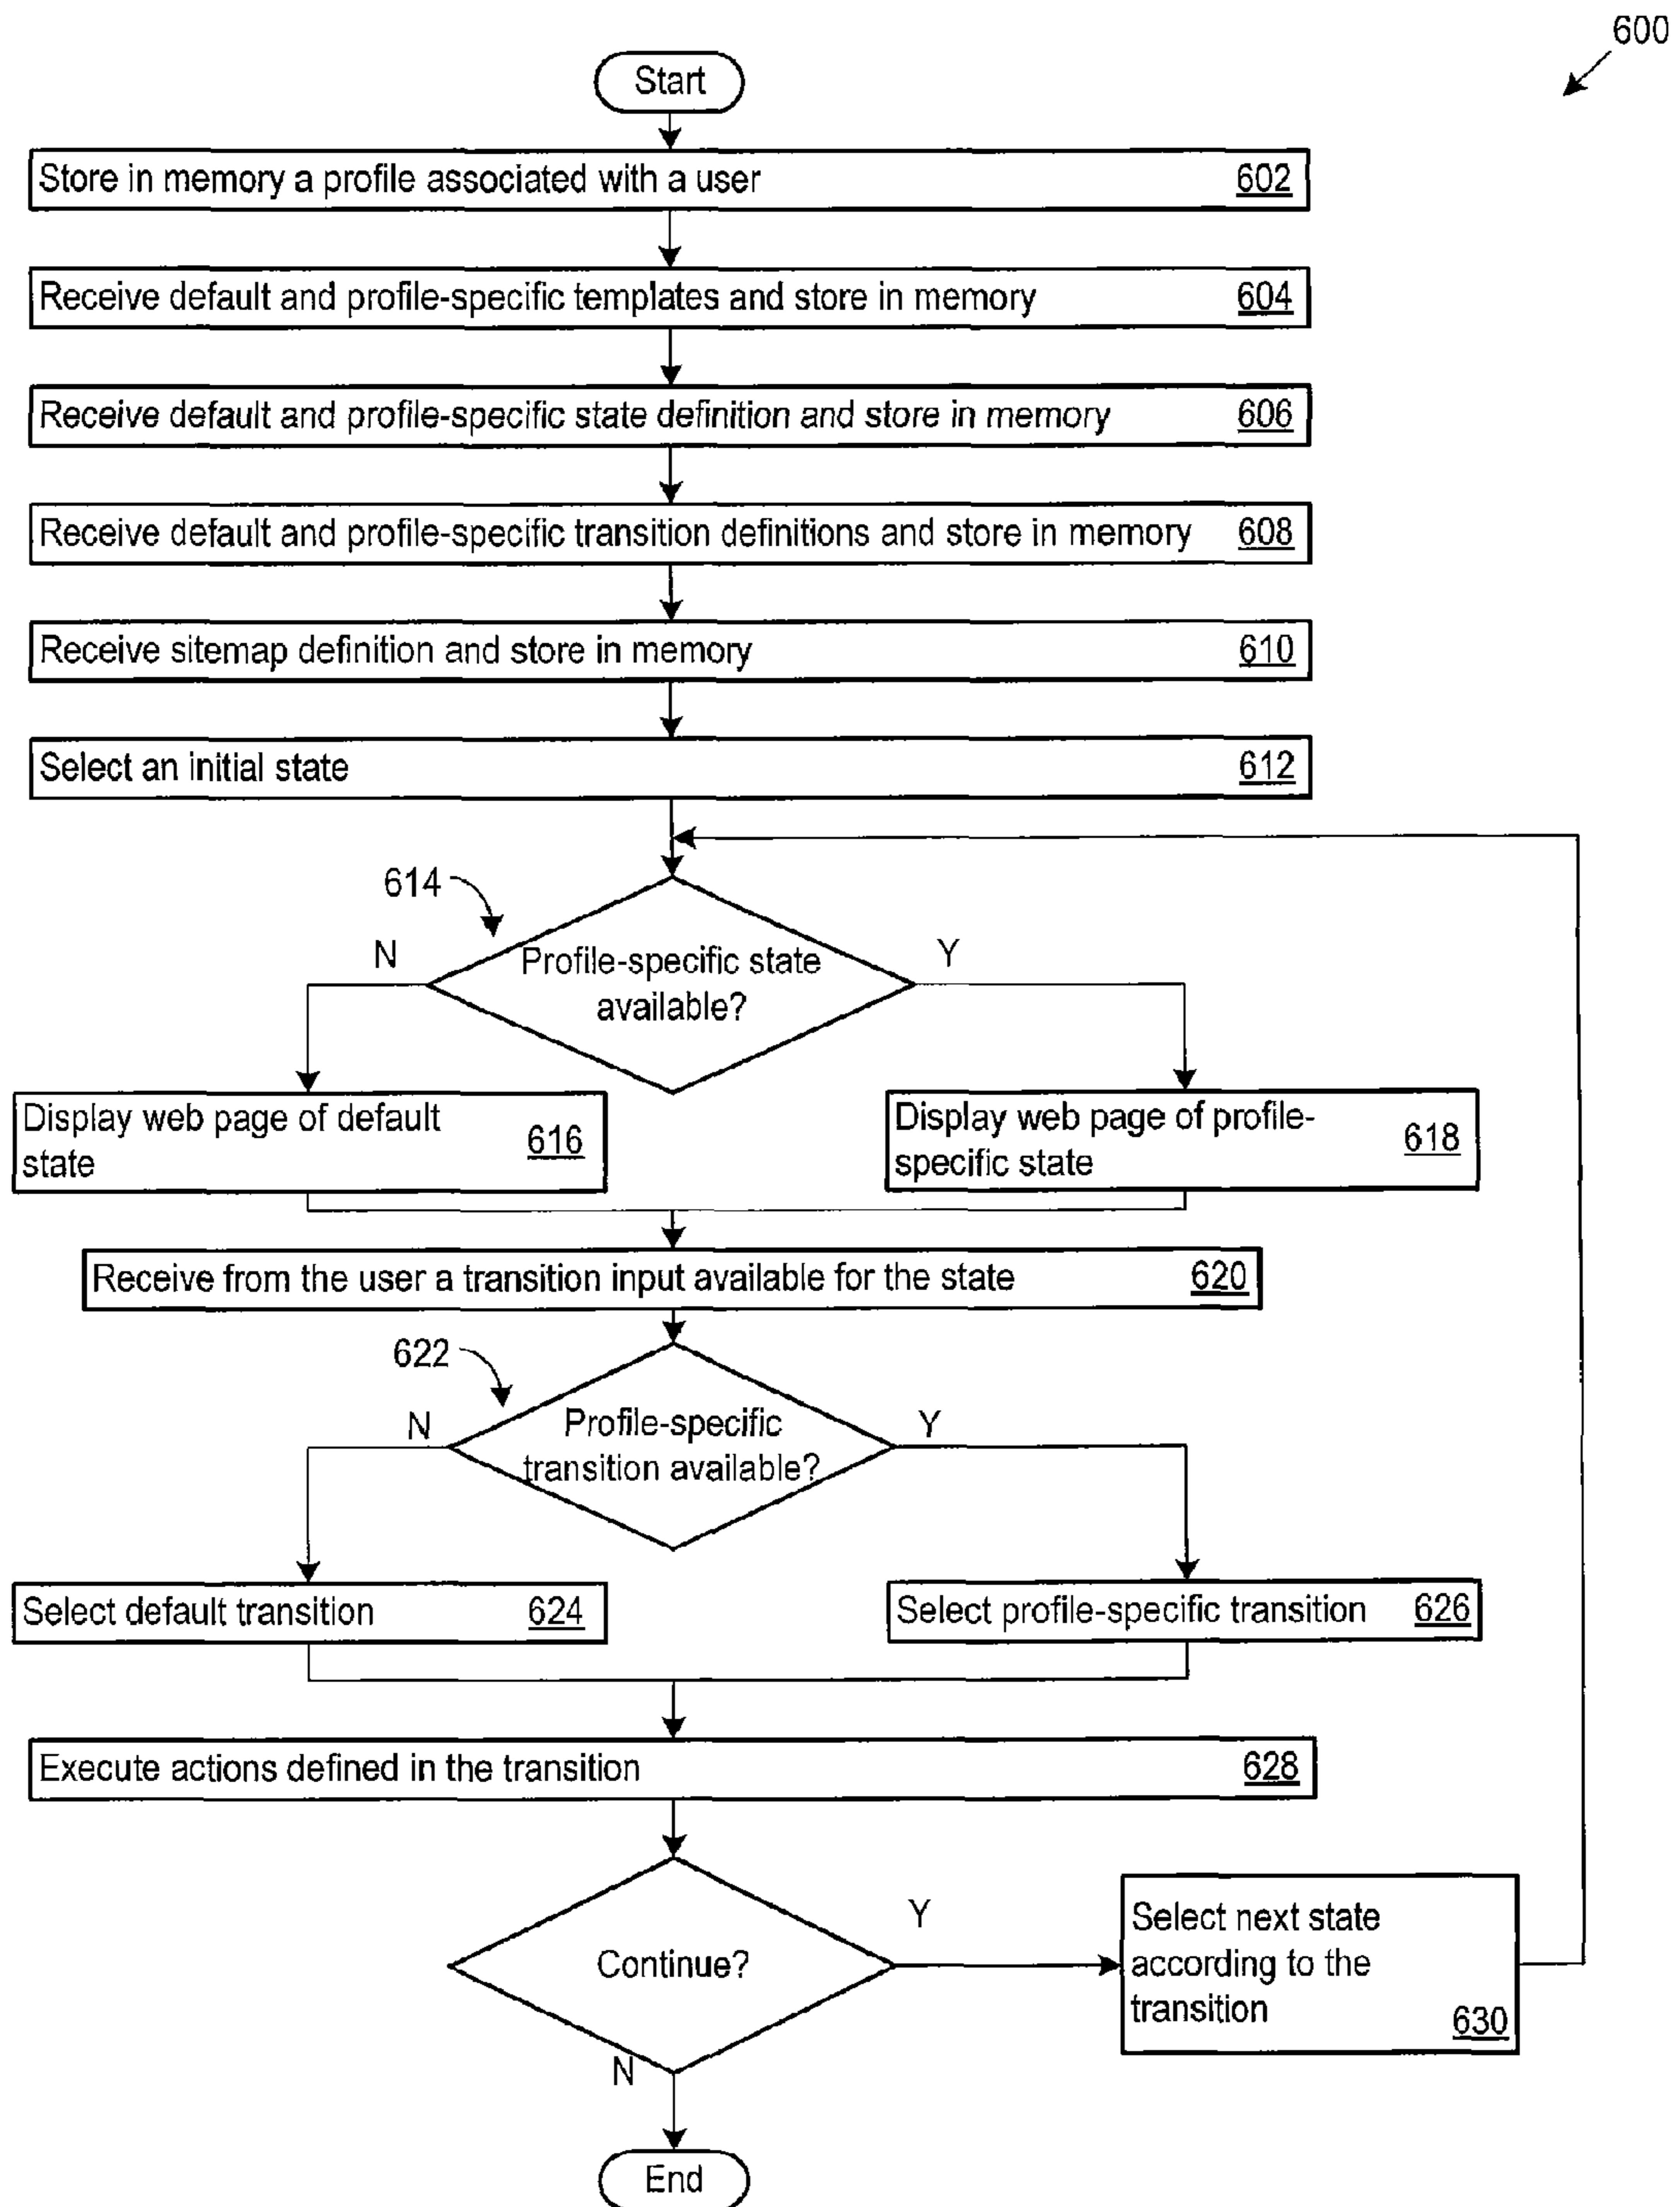 600
Start
Store in memory a profile associated with a user 602
Receive default and profile-specific templates and store in memory 604
Receive default and profile-specific state definition and store in memory 606
Receive default and profile-specific transition definitions and store in memory 608
Receive sitemap definition and store in memory 610
Select an initial state 612
614
N
Y
Profile-specific state
available?
Display web page of default
state
616
Display web page of profile-
specific state
618
Receive from the user a transition input available for the state 620
622
N
Y
Profile-specific
transition available?
Select default transition 624
Select profile-specific transition 626
Execute actions defined in the transition 628
Continue?
Y
Select next state
according to the
transition
630
N
End